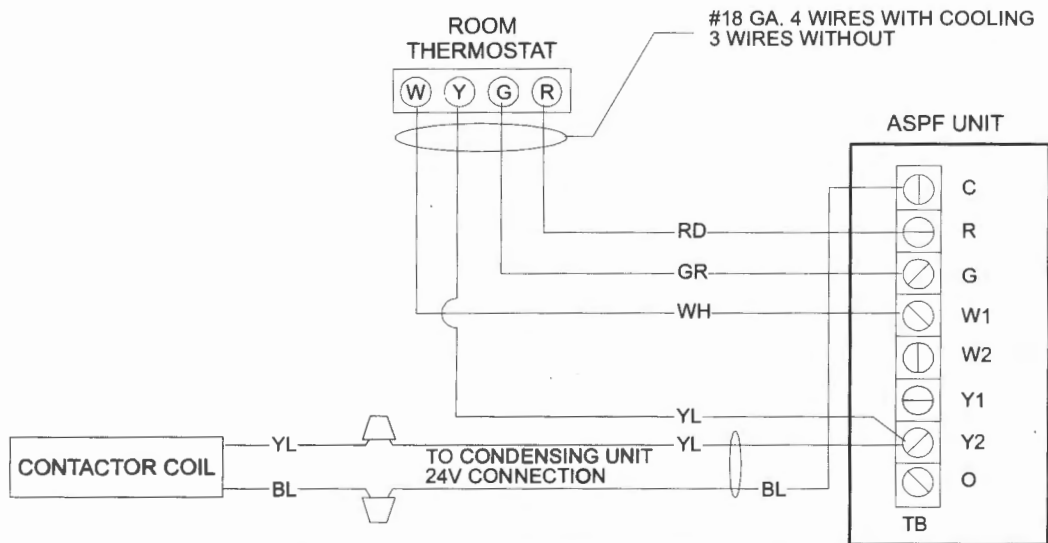 #18 GA. 4 WIRES WITH COOLING
3 WIRES WITHOUT
ROOM
THERMOSTAT
W Y G R
ASPF UNIT
C
RD
R
GR
G
WH
W1
W2
Y1
YL
YL
YL
Y2
CONTACTOR COIL
TO CONDENSING UNIT
24V CONNECTION
BL
BL
O
TB